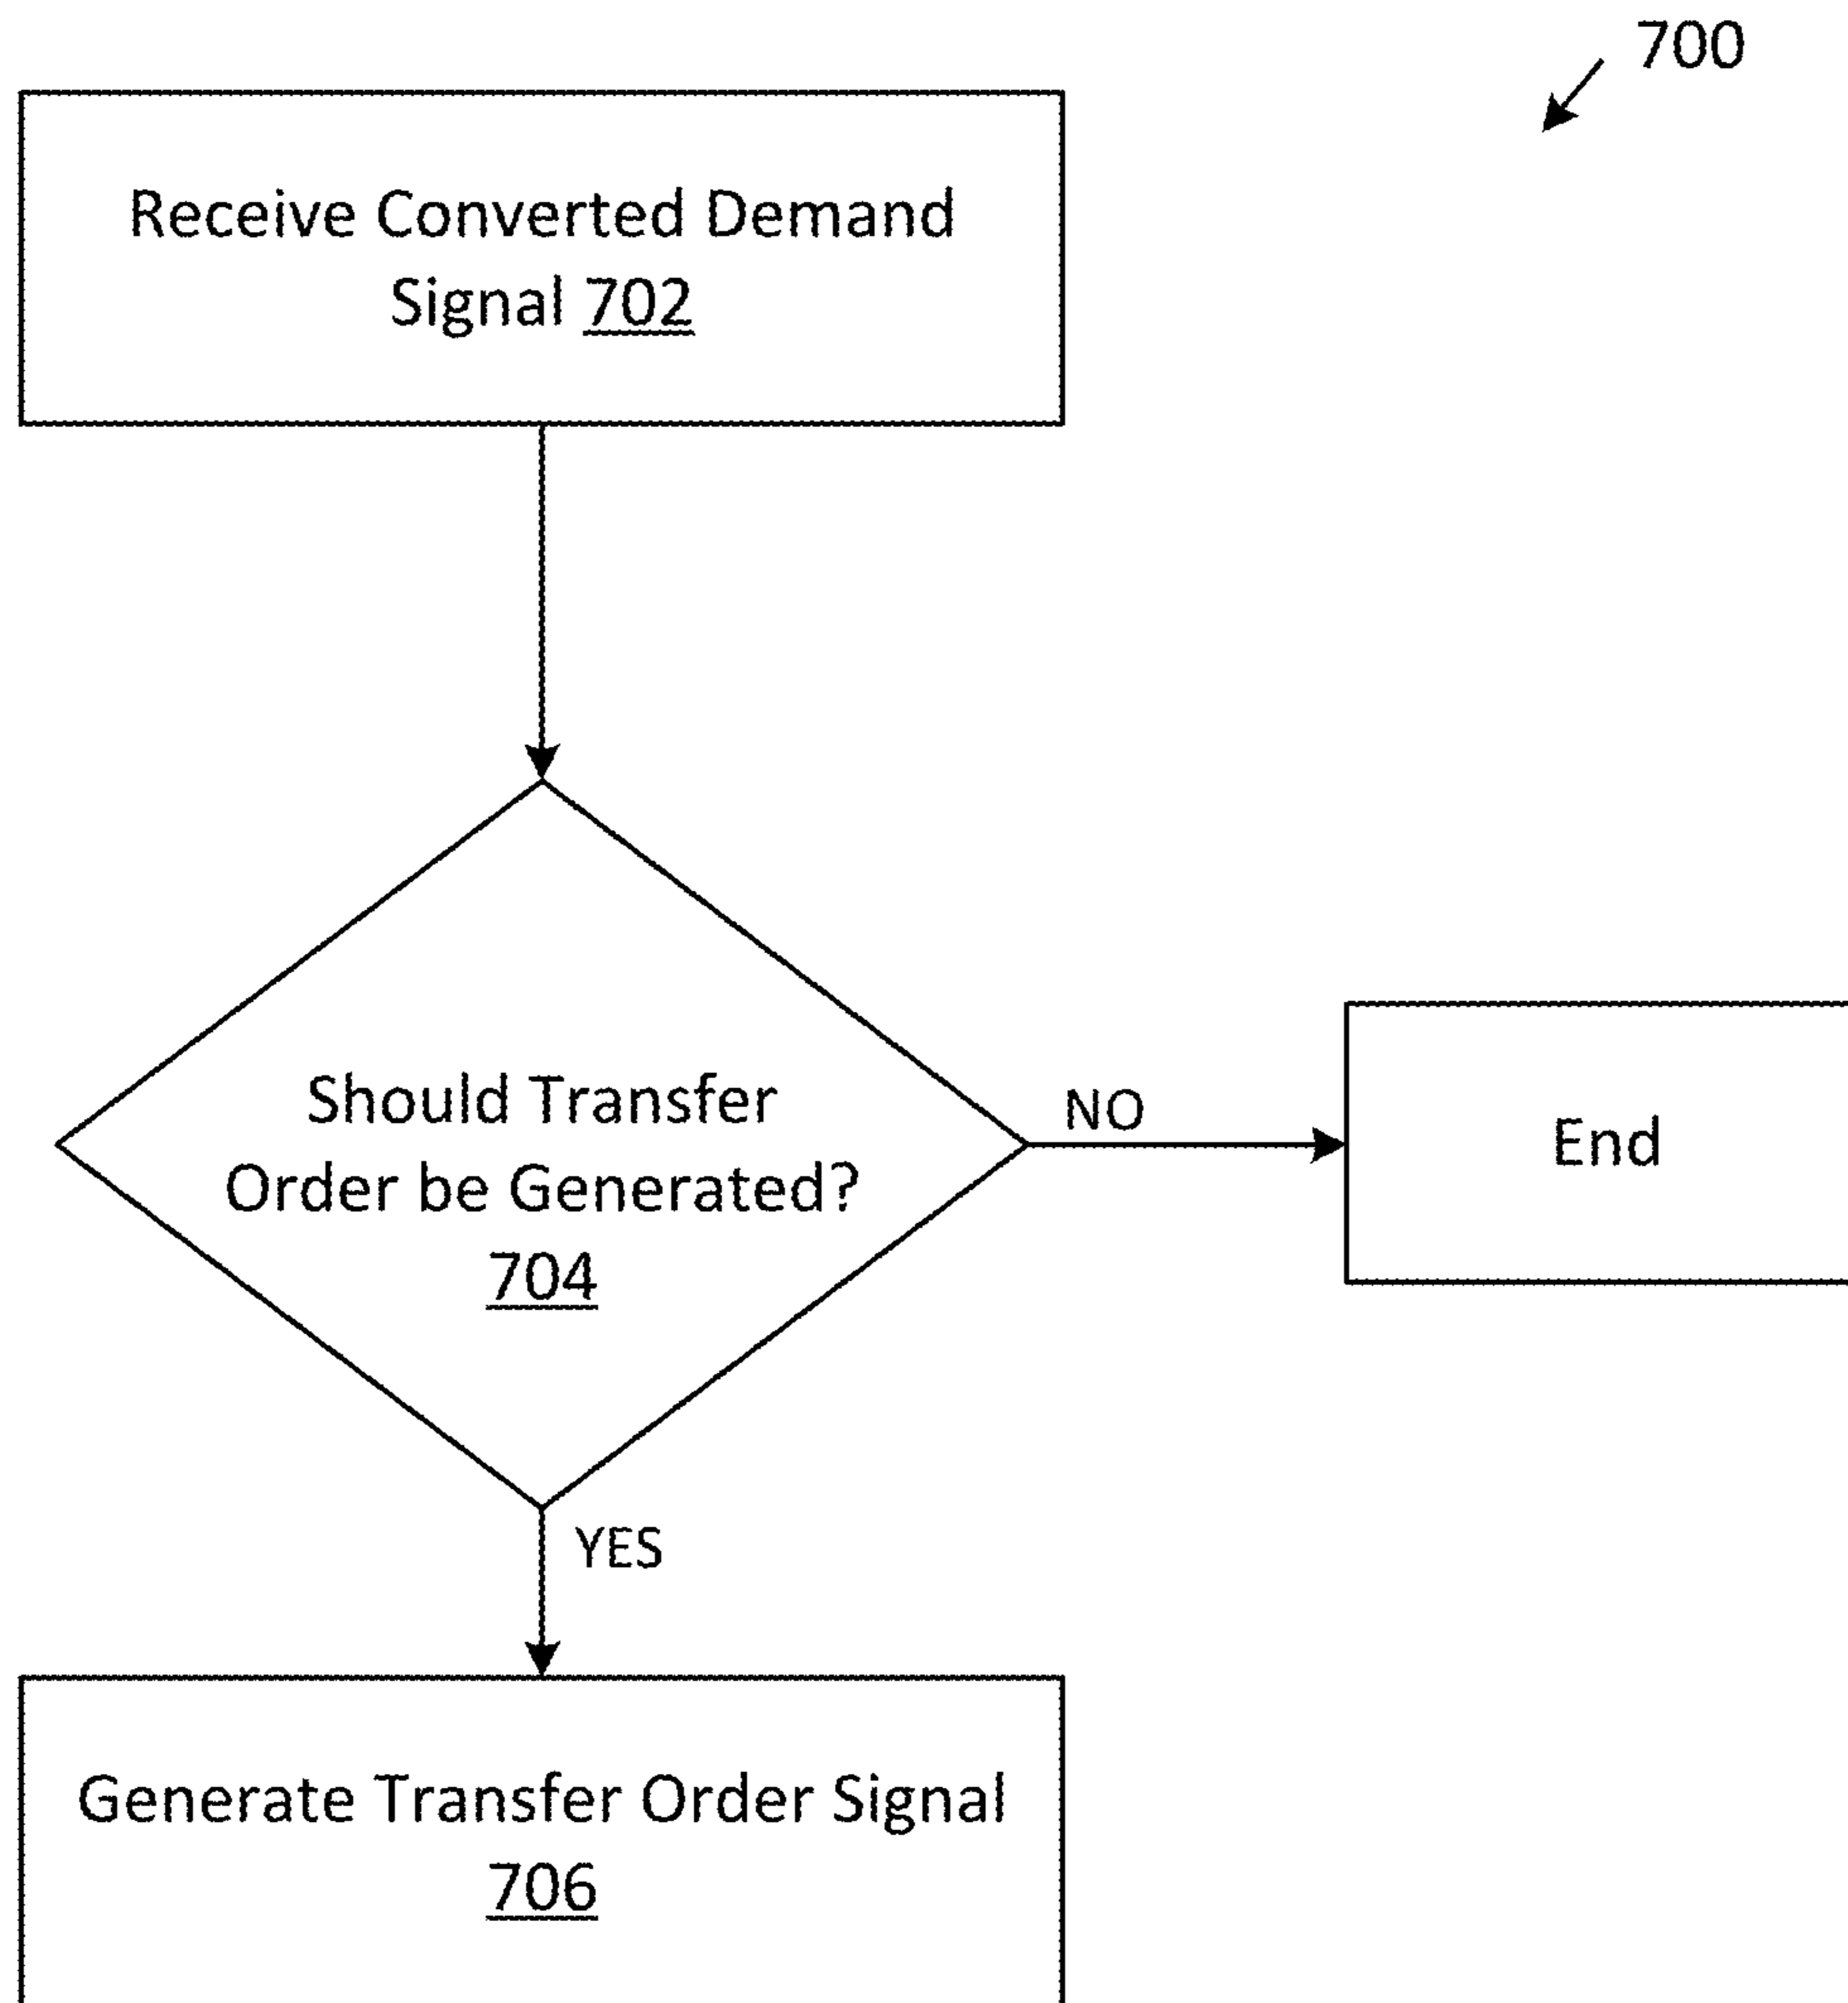 700
Receive Converted Demand
Signal 702
Should Transfer
Order be Generated?
704
NO
End
YES
Generate Transfer Order Signal
706